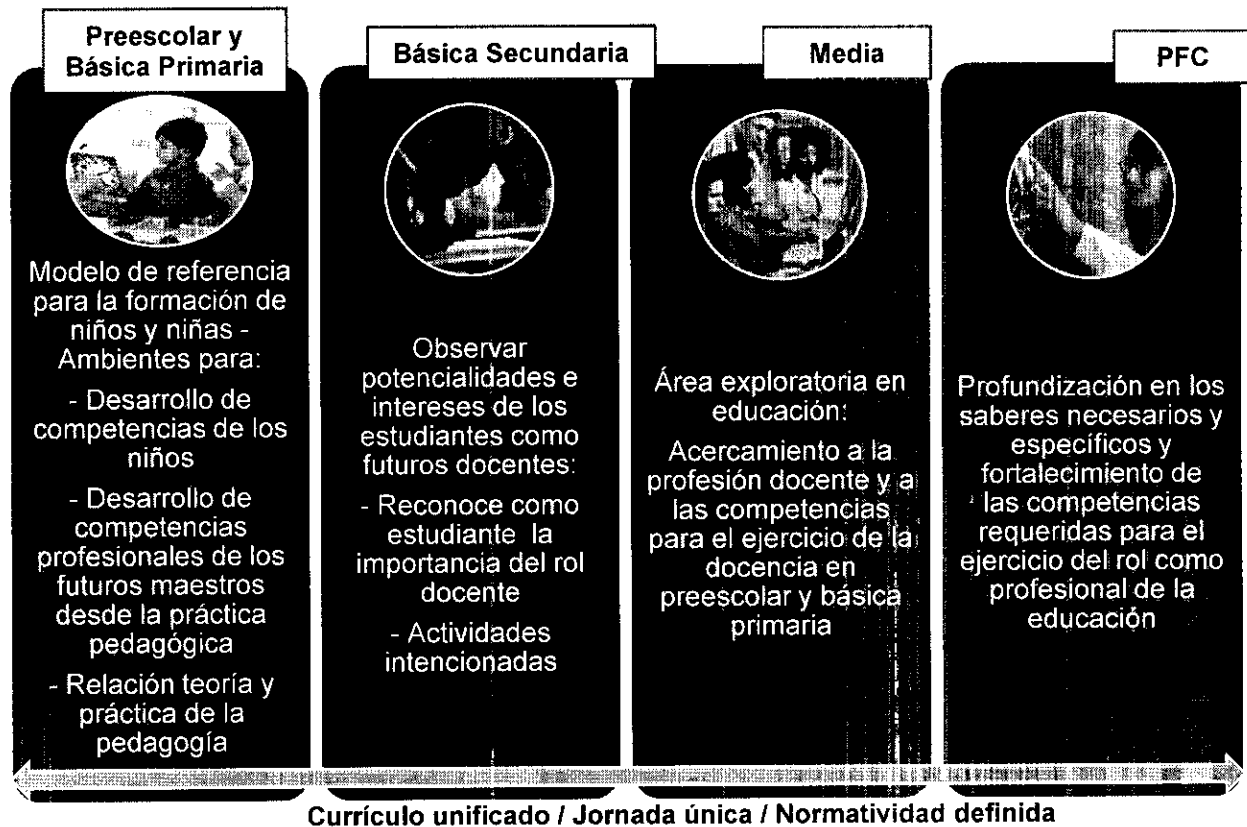 Preescolar y
Básica Primaria
Modelo de referencia
para la formación de
niños y niñas -
Ambientes para:
- Desarrollo de
competencias de los
niños
- Desarrollo de
competencias
profesionales de los
futuros maestros
desde la práctica
pedagógica
- Relación teoría y
práctica de la
pedagogía
Básica Secundaria
Observar
potencialidades e
intereses de los
estudiantes como
futuros docentes:
- Reconoce como
estudiante la
importancia del rol
docente
- Actividades
intencionadas
Media
Área exploratoria en
educación:
Acercamiento a la
profesión docente y a
las competencias
para el ejercicio de la
docencia en
preescolar y básica
primaria
PFC
Profundización en los
saberes necesarios y
específicos y
fortalecimiento de
las competencias
requeridas para el
ejercicio del rol como
profesional de la
educación
Currículo unificado / Jornada única / Normatividad definida